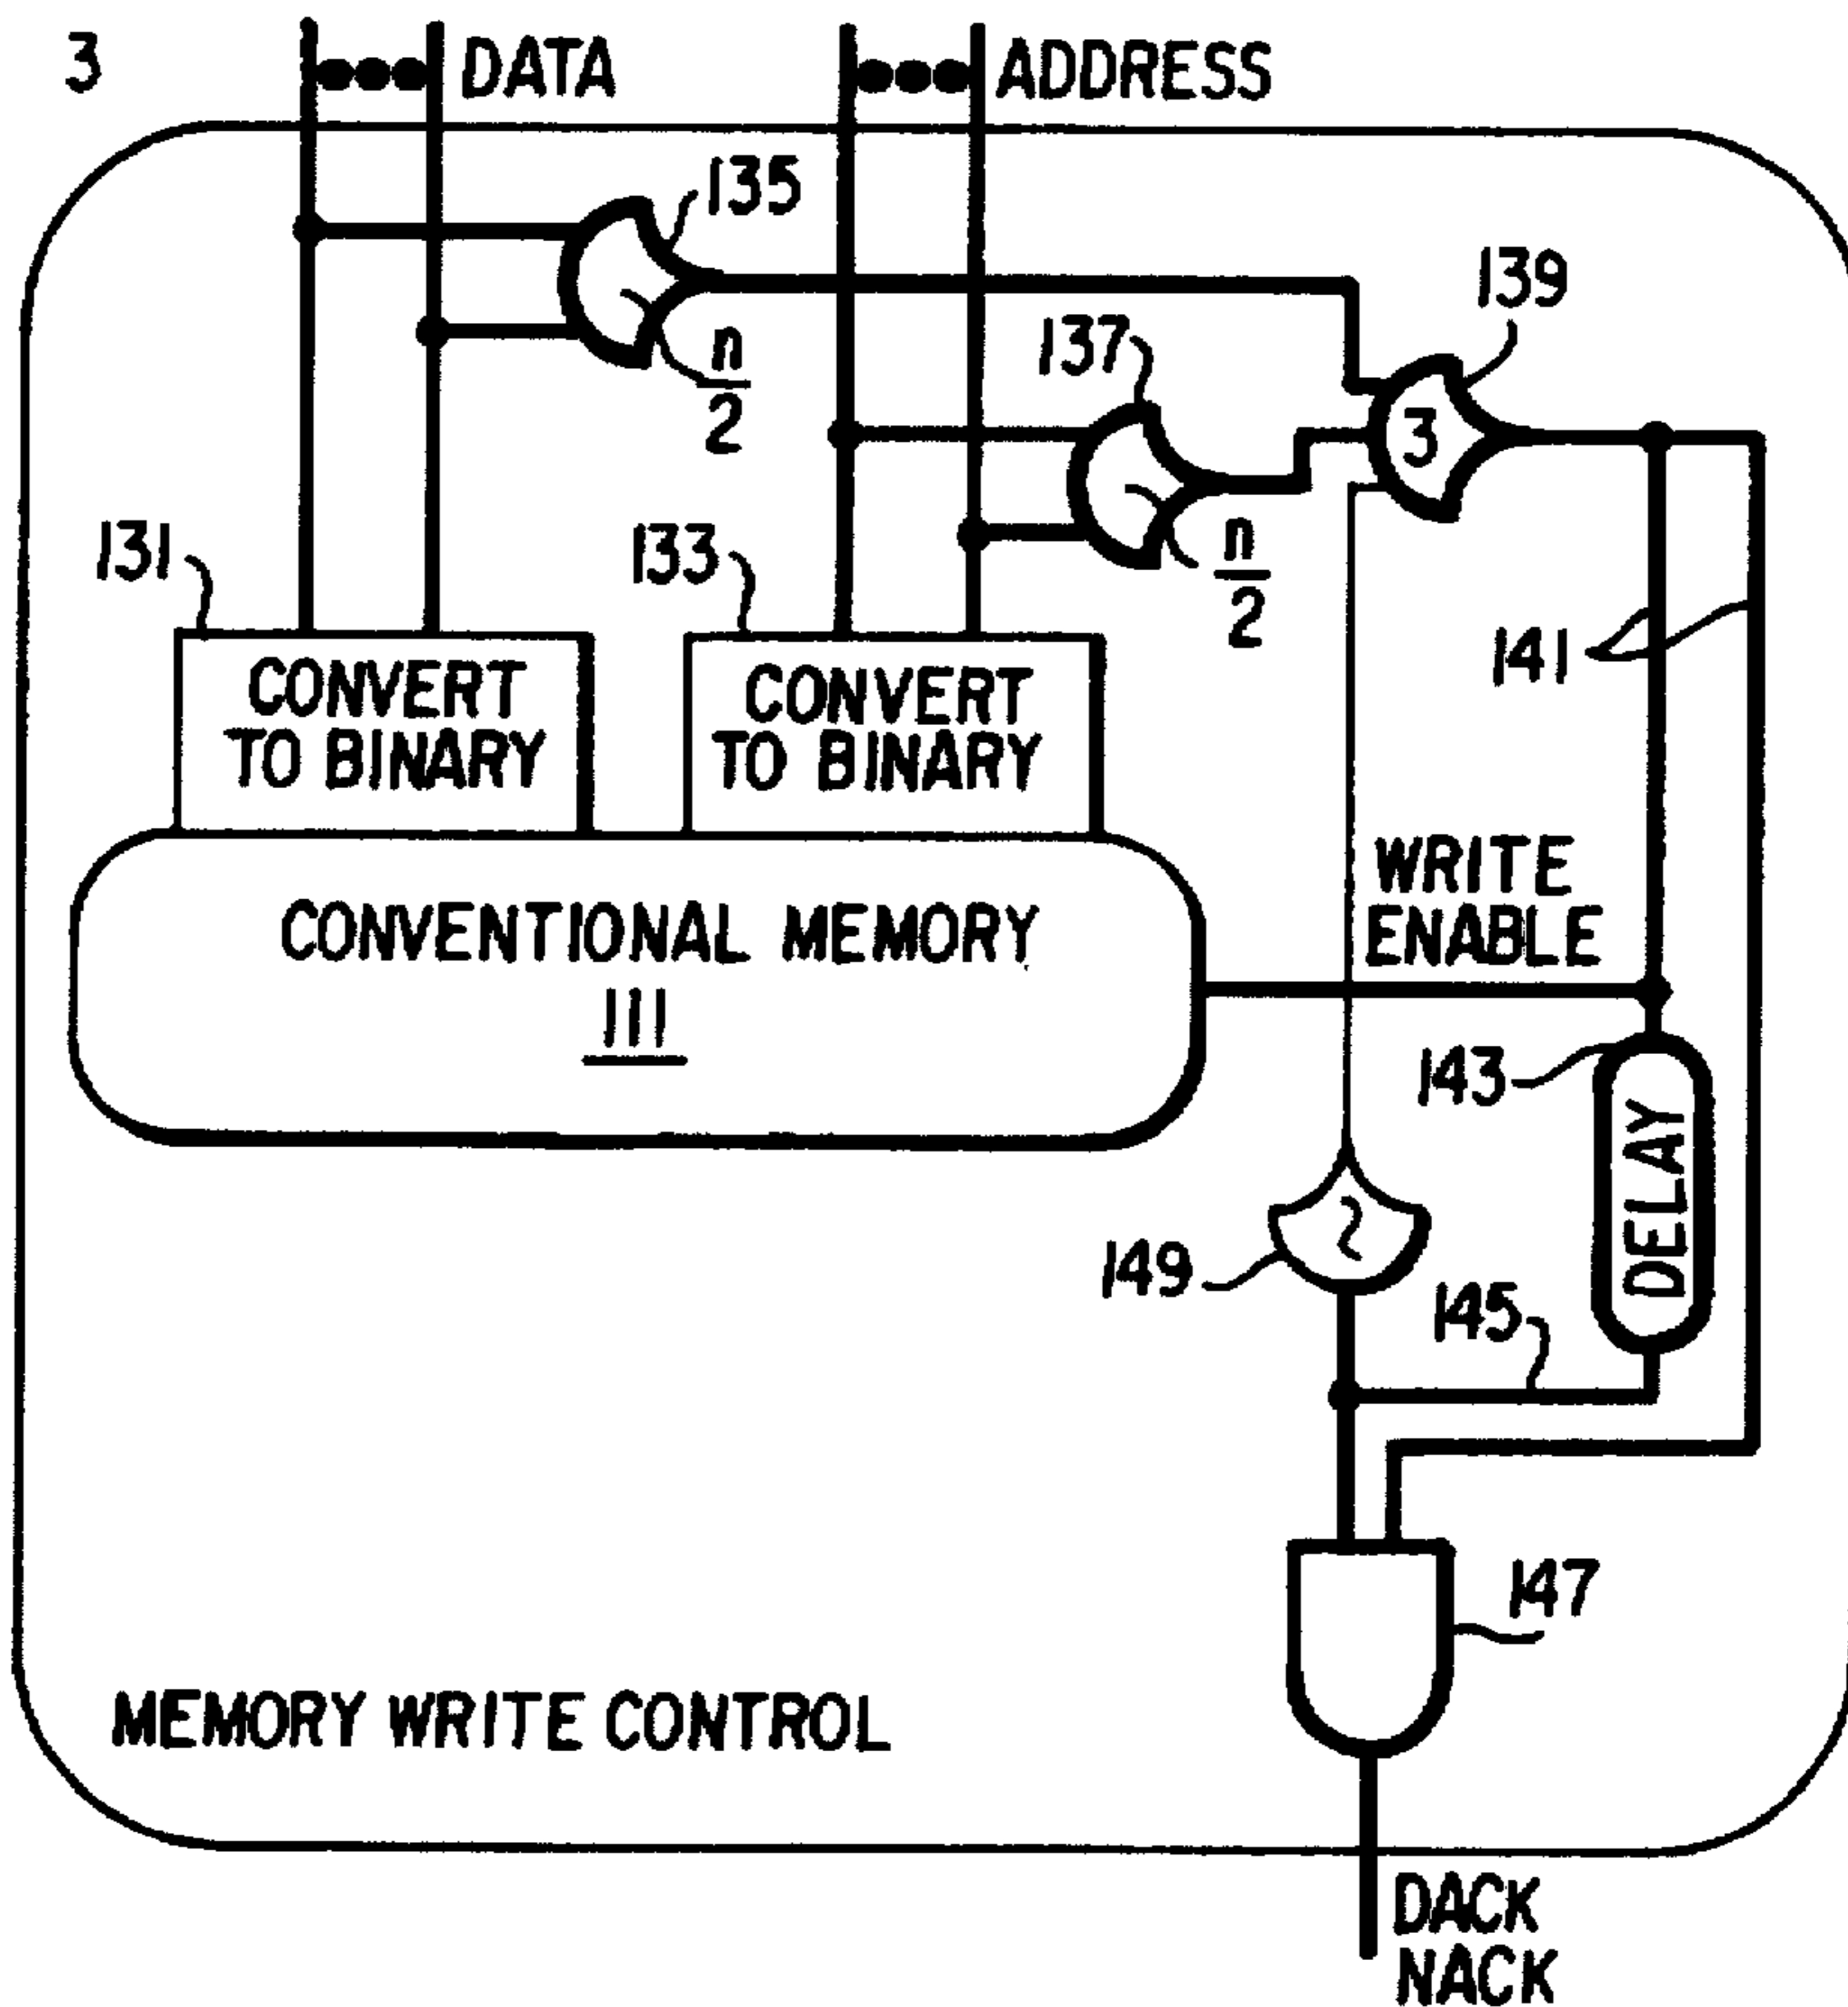 3
DATA
ADDRESS
135
139
n
2
137
131
133
3
n
2
141
CONVERT
TO BINARY
CONVERT
TO BINARY
WRITE
ENABLE
CONVENTIONAL MEMORY
111
143
DELAY
149
145
147
MEMORY WRITE CONTROL
DACK
NACK